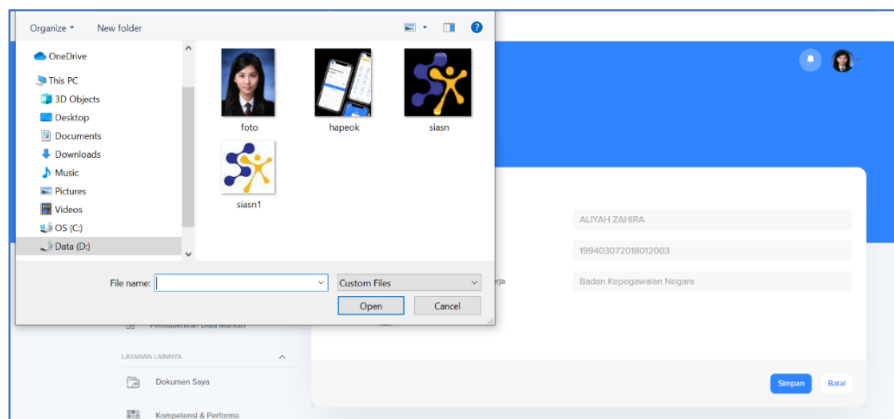 Organize
New folder
OneDrive
This PC
3D Objects
Desktop
Documents
Downloads
Music
Pictures
Videos
OS (C:)
Data (D:)
foto
hapeok
siasn
siasn1
File name:
Custom Files
Open
Cancel
ALIYAH ZAHIRA
199403072018012003
Badan Kepegawaian Negara
LAYANAN LAINNYA
Dokumen Saya
Kompetensi & Performa
Simpan
Batal